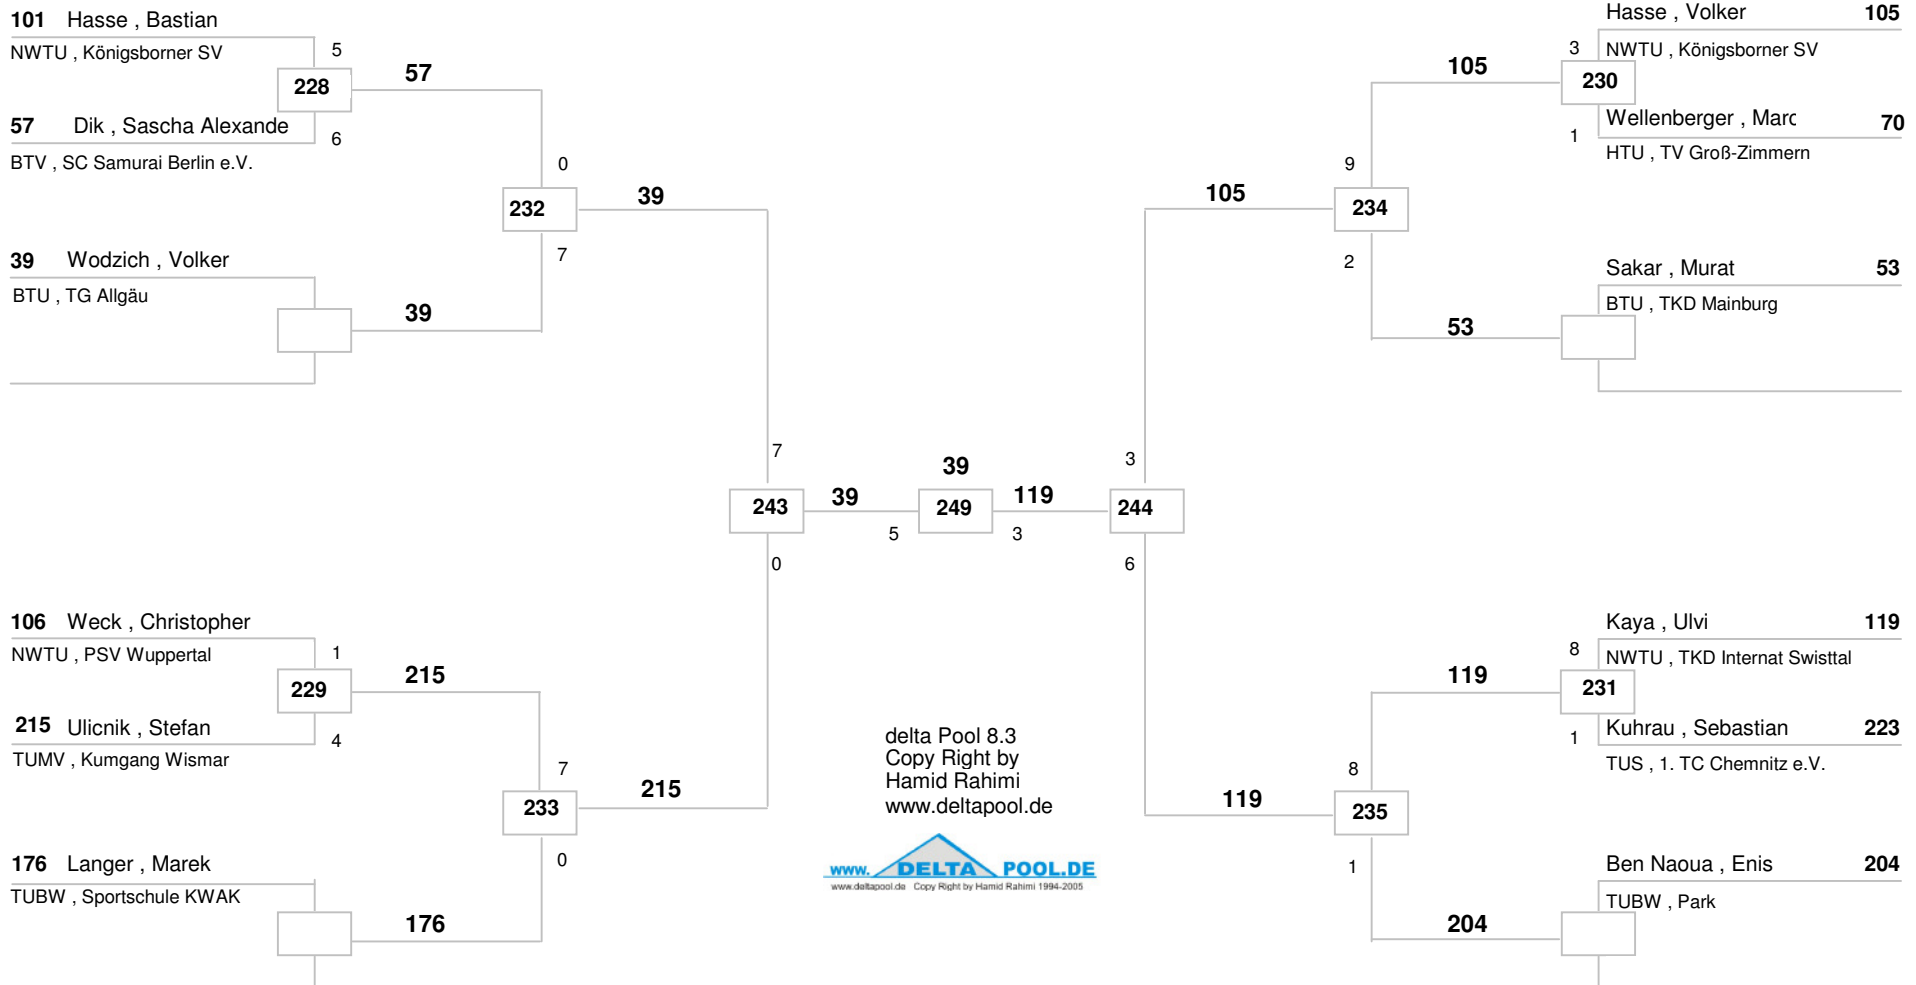 101 Hasse , Bastian
NWTU , Königsborner SV
5
228
57
57 Dik , Sascha Alexande
6
BTV , SC Samurai Berlin e.V.
0
232
39
7
39 Wodzich , Volker
BTU , TG Allgäu
39
7
243
39
5
0
106 Weck , Christopher
NWTU , PSV Wuppertal
1
229
215
215 Ulicnik , Stefan
4
TUMV , Kumgang Wismar
7
233
215
0
176 Langer , Marek
TUBW , Sportschule KWAK
176
39
249
119
3
delta Pool 8.3
Copy Right by
Hamid Rahimi
www.deltapool.de
www. DELTA POOL.DE
www.deltapool.de Copy Right by Hamid Rahimi 1994-2005
Hasse , Volker 105
3
NWTU , Königsborner SV
105
230
Wellenberger , Marc 70
1
HTU , TV Groß-Zimmern
9
105
234
2
Sakar , Murat 53
BTU , TKD Mainburg
53
3
244
6
Kaya , Ulvi 119
8
NWTU , TKD Internat Swisttal
119
231
Kuhrau , Sebastian 223
1
TUS , 1. TC Chemnitz e.V.
8
119
235
1
Ben Naoua , Enis 204
TUBW , Park
204